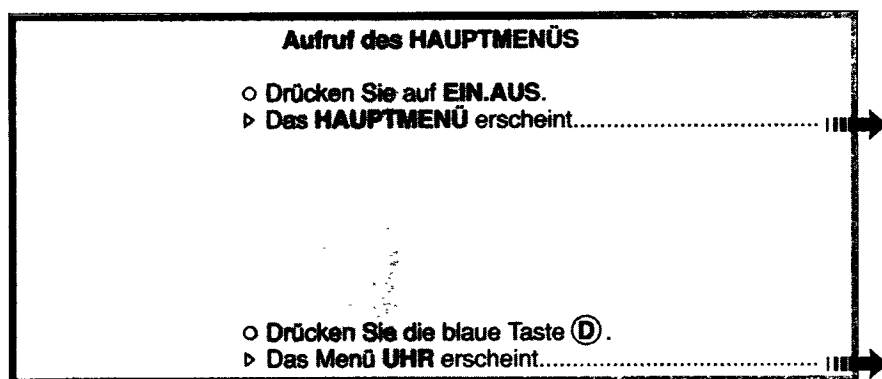 Aufruf des HAUPTMENÜS
○ Drücken Sie auf EIN.AUS.
▷ Das HAUPTMENÜ erscheint........................................
○ Drücken Sie die blaue Taste Ⓓ.
▷ Das Menü UHR erscheint..............................................